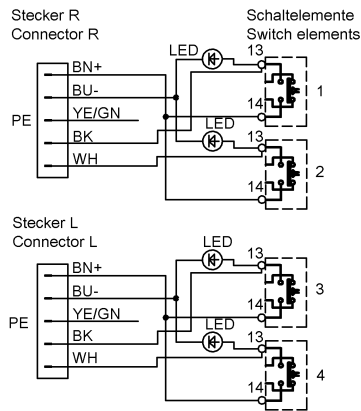 Stecker R
Connector R
Schaltelemente
Switch elements
LED
13
BN+
BU-
1
YE/GN
14
PE
LED
13
BK
WH
2
14
Stecker L
Connector L
LED
13
BN+
BU-
3
YE/GN
14
PE
LED
13
BK
WH
4
14